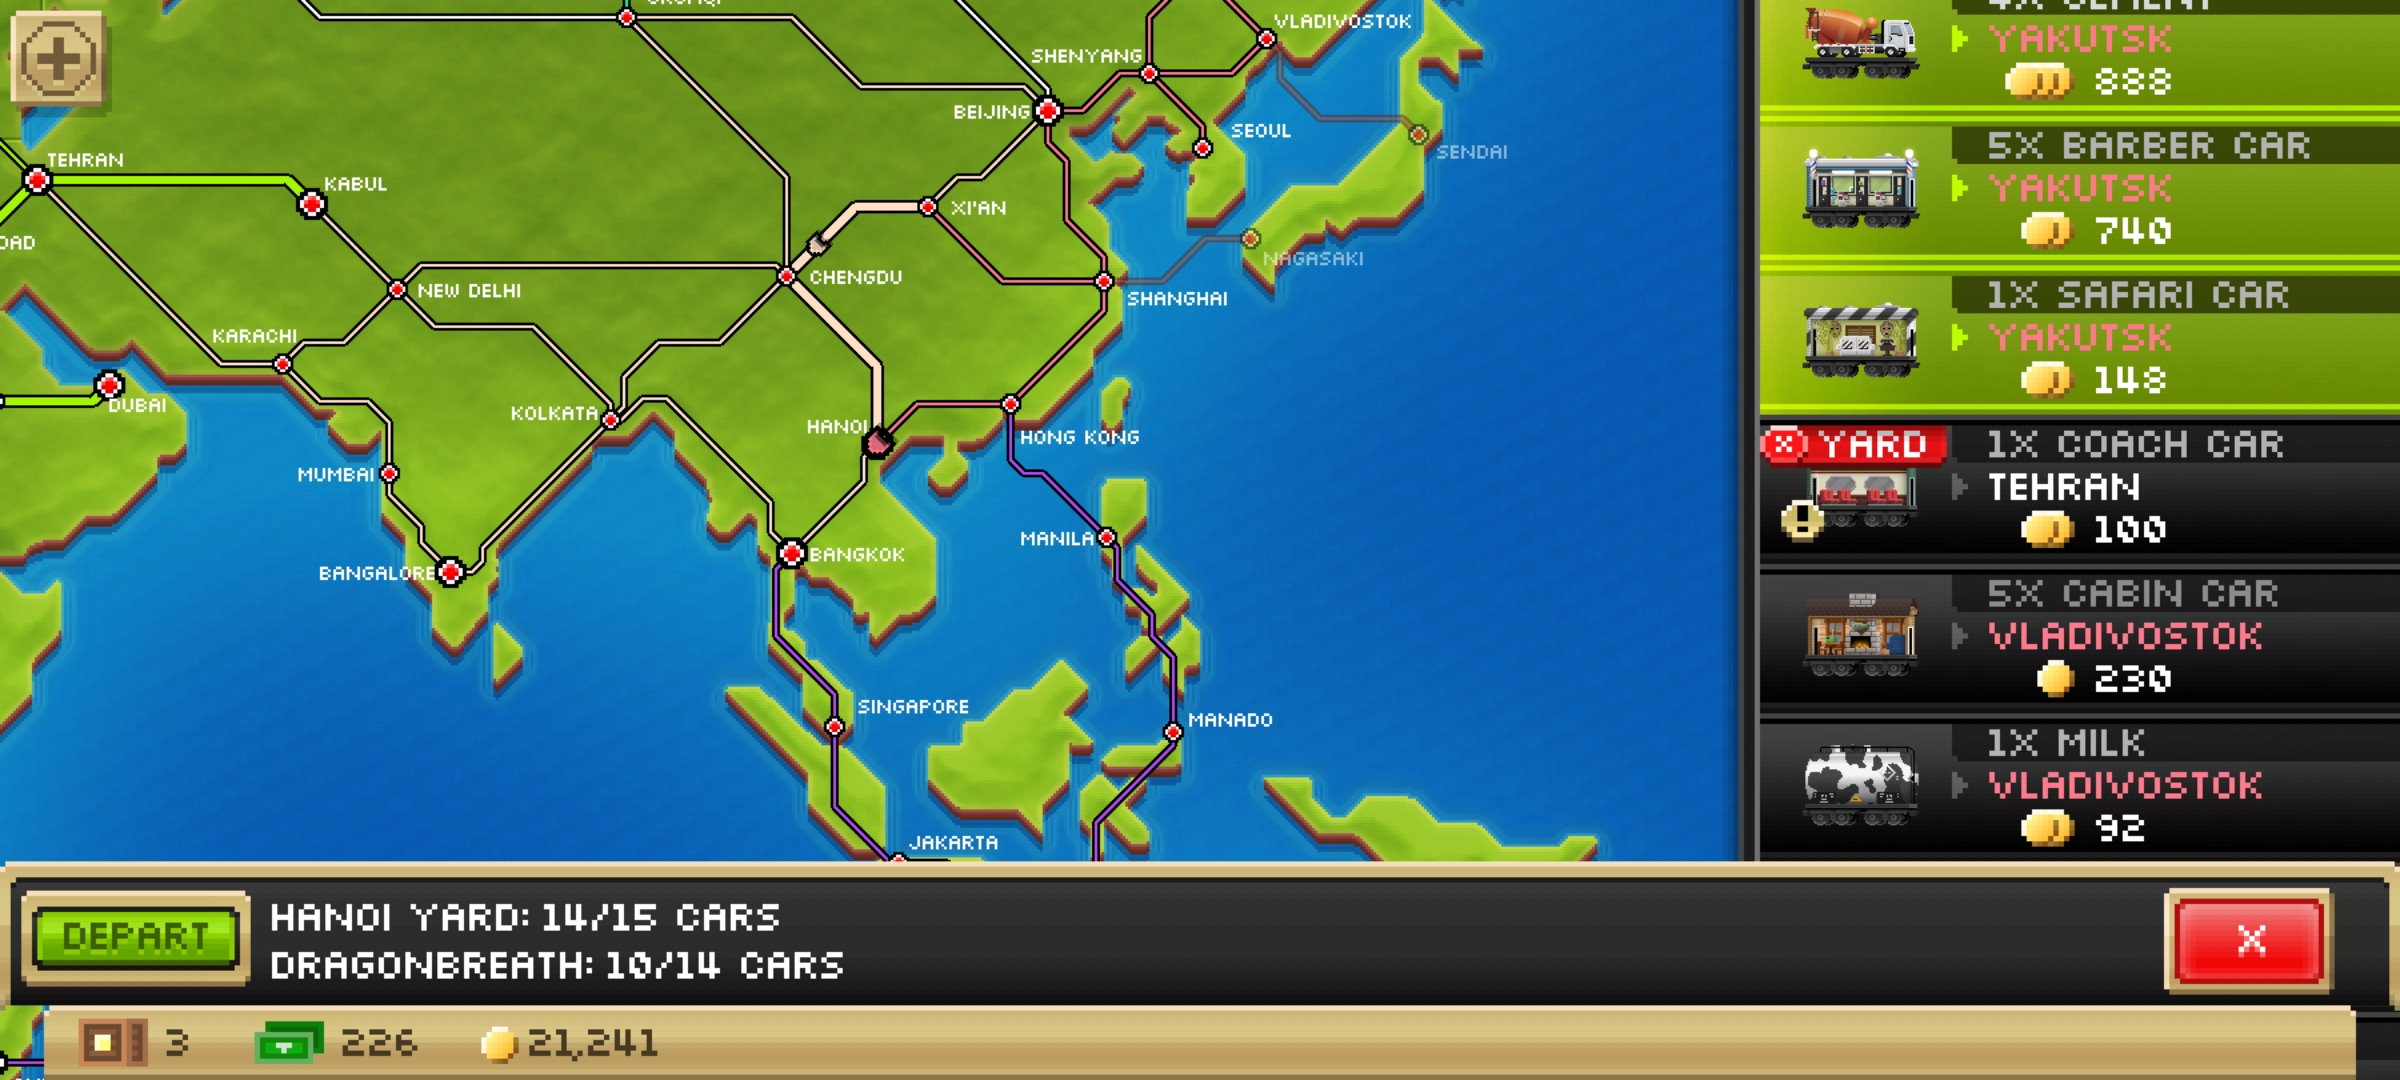 VLADIVOSTOK
SHENYANG
BEIJING
SEOUL
SENDAI
TEHRAN
KABUL
XI'AN
OAD
NAGASAKI
CHENGDU
NEW DELHI
SHANGHAI
KARACHI
DUBAI
KOLKATA
HANOI
HONG KONG
MUMBAI
MANILA
BANGKOK
BANGALORE
SINGAPORE
MANADO
JAKARTA
4X CEMENT
YAKUTSK
888
5X BARBER CAR
YAKUTSK
740
1X SAFARI CAR
YAKUTSK
148
YARD
1X COACH CAR
TEHRAN
100
5X CABIN CAR
VLADIVOSTOK
230
1X MILK
VLADIVOSTOK
92
DEPART
HANOI YARD: 14/15 CARS
DRAGONBREATH: 10/14 CARS
X
3
226
21,241